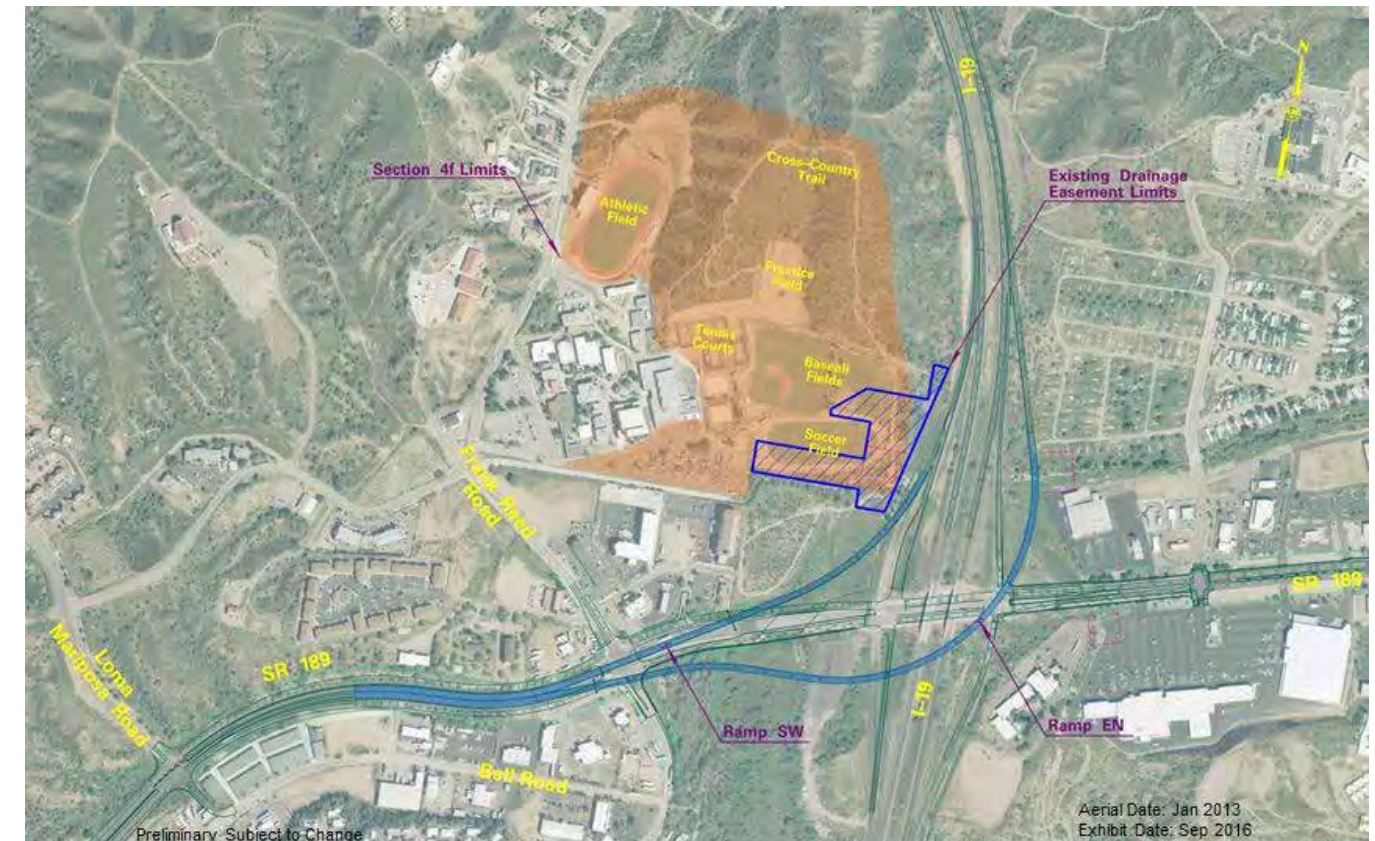 N
I-19
Section 4f Limits
Cross-Country
Trail
Existing Drainage
Easement Limits
Athletic
Field
Practice
Field
Tennis
Courts
Baseball
Fields
Soccer
Field
Frank Reed
Road
SR 189
SR 189
Loma
Mariposa Road
I-19
Ramp SW
Ramp EN
Bell Road
Preliminary Subject to Change
Aerial Date: Jan 2013
Exhibit Date: Sep 2016